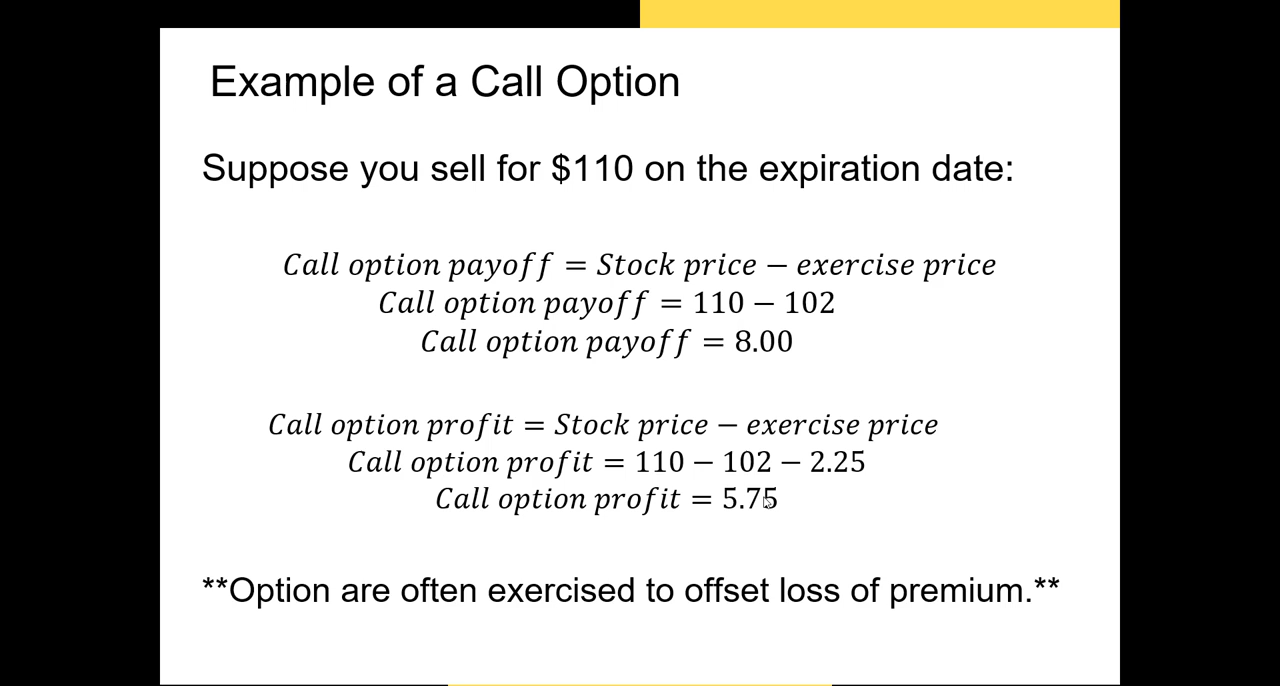 Example of a Call Option
Suppose you sell for $110 on the expiration date:
Call option payoff = Stock price − exercise price
Call option payoff = 110 − 102
Call option payoff = 8.00
Call option profit = Stock price − exercise price
Call option profit = 110 − 102 − 2.25
Call option profit = 5.75
**Option are often exercised to offset loss of premium.**